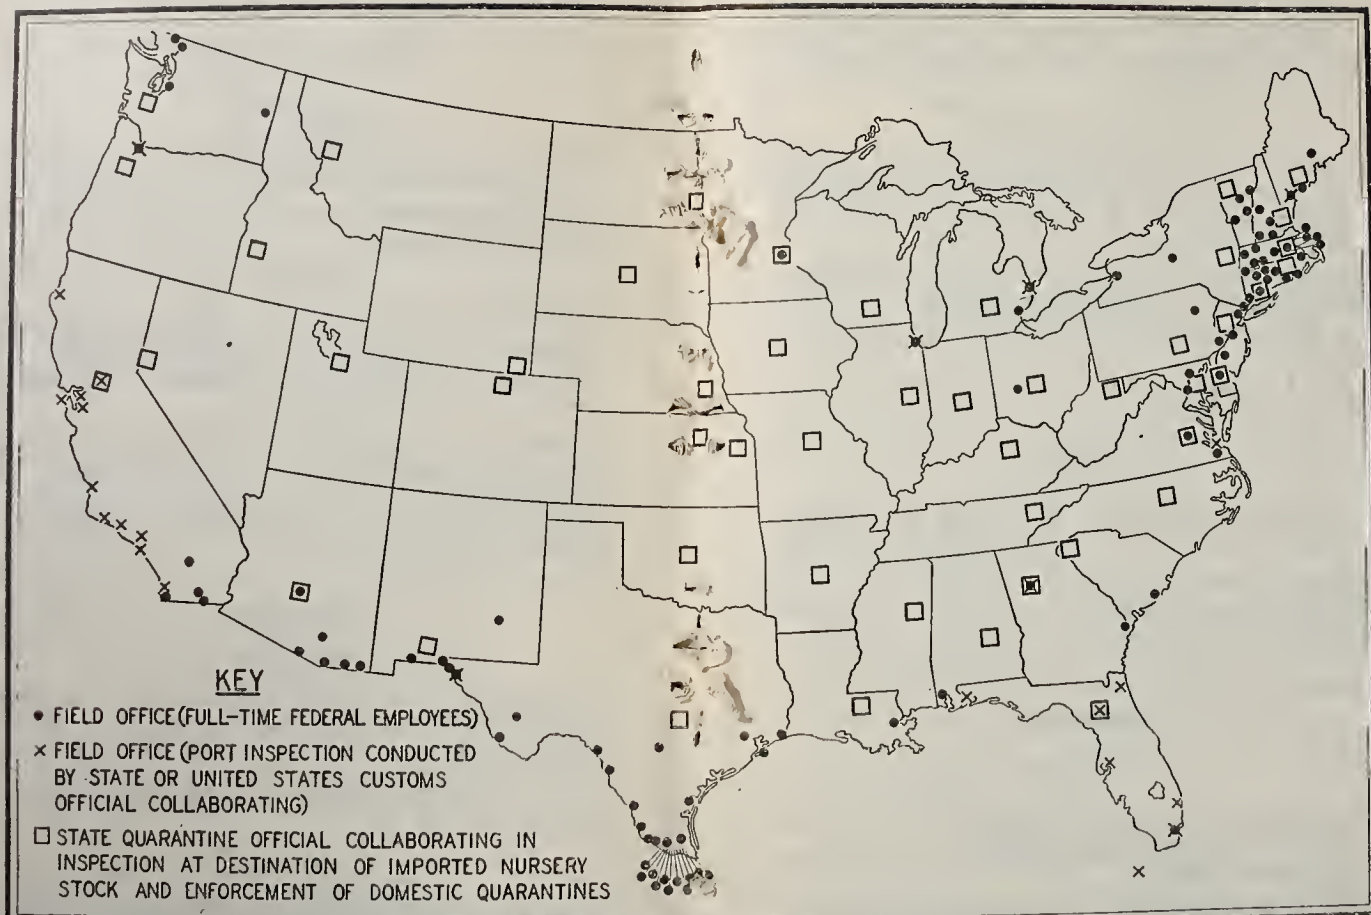 KEY
• FIELD OFFICE (FULL-TIME FEDERAL EMPLOYEES)
× FIELD OFFICE (PORT INSPECTION CONDUCTED
BY STATE OR UNITED STATES CUSTOMS
OFFICIAL COLLABORATING)
□ STATE QUARANTINE OFFICIAL COLLABORATING IN
INSPECTION AT DESTINATION OF IMPORTED NURSERY
STOCK AND ENFORCEMENT OF DOMESTIC QUARANTINES